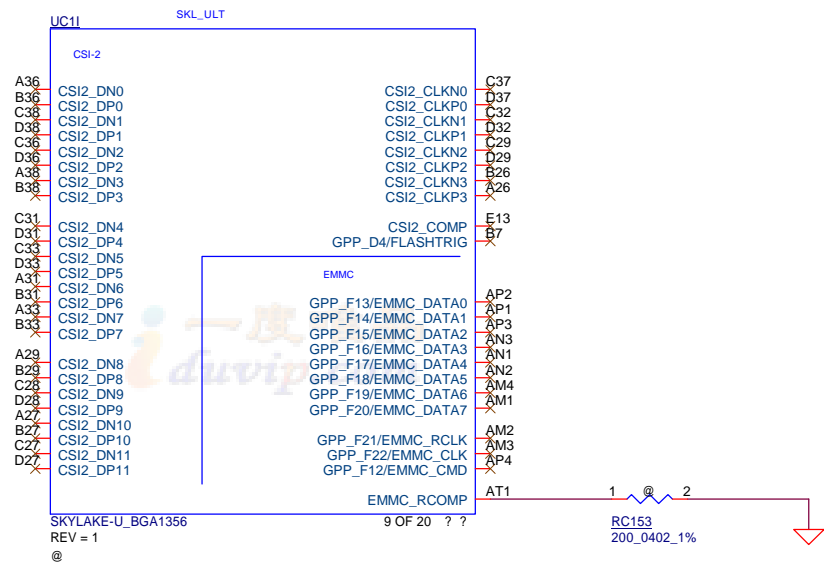 UC1I
SKL_ULT
CSI-2
A36 CSI2_DN0
B36 CSI2_DP0
C38 CSI2_DN1
D38 CSI2_DP1
C36 CSI2_DN2
D36 CSI2_DP2
A38 CSI2_DN3
B38 CSI2_DP3
C31 CSI2_DN4
D31 CSI2_DP4
C33 CSI2_DN5
D33 CSI2_DP5
A31 CSI2_DN6
B31 CSI2_DP6
A33 CSI2_DN7
B33 CSI2_DP7
A29 CSI2_DN8
B29 CSI2_DP8
C28 CSI2_DN9
D28 CSI2_DP9
A27 CSI2_DN10
B27 CSI2_DP10
C27 CSI2_DN11
D27 CSI2_DP11
CSI2_CLKN0 C37
CSI2_CLKP0 D37
CSI2_CLKN1 C32
CSI2_CLKP1 D32
CSI2_CLKN2 C29
CSI2_CLKP2 D29
CSI2_CLKN3 B26
CSI2_CLKP3 A26
CSI2_COMP E13
GPP_D4/FLASHTRIG B7
EMMC
GPP_F13/EMMC_DATA0 AP2
GPP_F14/EMMC_DATA1 AP1
GPP_F15/EMMC_DATA2 AP3
GPP_F16/EMMC_DATA3 AN3
GPP_F17/EMMC_DATA4 AN1
GPP_F18/EMMC_DATA5 AN2
GPP_F19/EMMC_DATA6 AM4
GPP_F20/EMMC_DATA7 AM1
GPP_F21/EMMC_RCLK AM2
GPP_F22/EMMC_CLK AM3
GPP_F12/EMMC_CMD AP4
EMMC_RCOMP AT1
1 @ 2
RC153
200_0402_1%
SKYLAKE-U_BGA1356
9 OF 20 ? ?
REV = 1
@